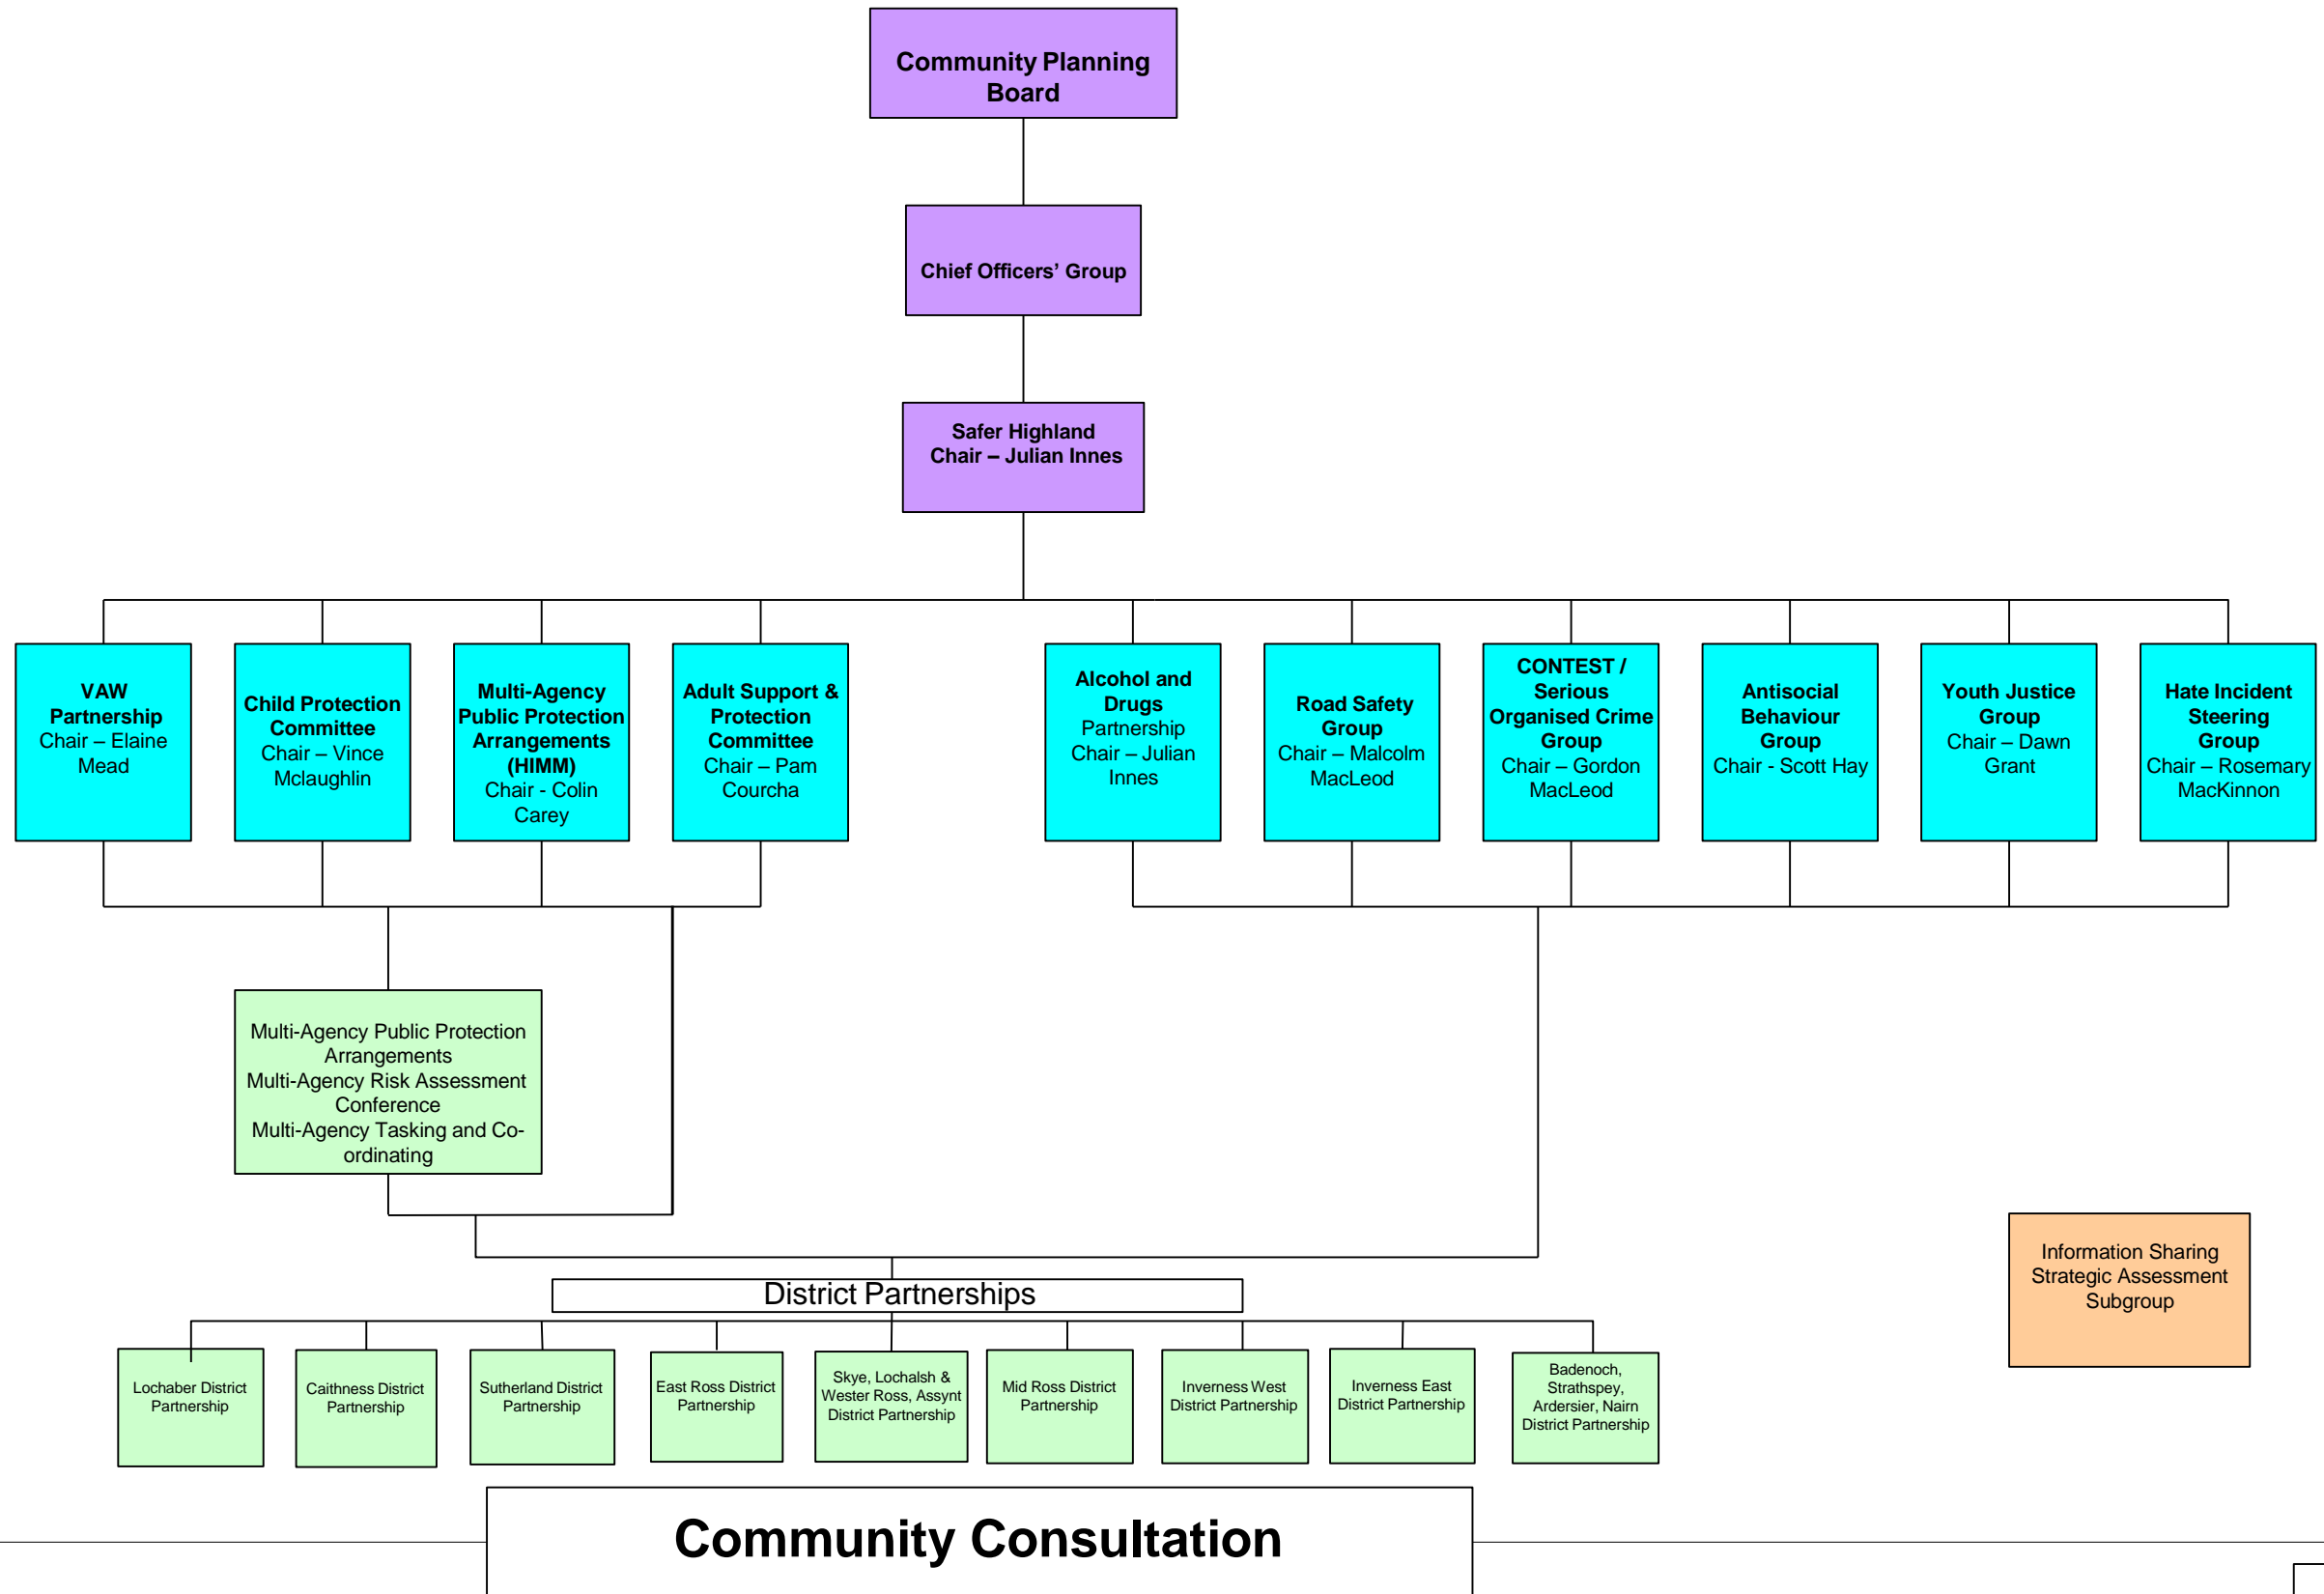 Community Planning
Board
Chief Officers’ Group
Safer Highland
Chair – Julian Innes
VAW
Partnership
Chair – Elaine
Mead
Child Protection
Committee
Chair – Vince
Mclaughlin
Multi-Agency
Public Protection
Arrangements
(HIMM)
Chair - Colin
Carey
Adult Support &
Protection
Committee
Chair – Pam
Courcha
Alcohol and
Drugs
Partnership
Chair – Julian
Innes
Road Safety
Group
Chair – Malcolm
MacLeod
CONTEST /
Serious
Organised Crime
Group
Chair – Gordon
MacLeod
Antisocial
Behaviour
Group
Chair - Scott Hay
Youth Justice
Group
Chair – Dawn
Grant
Hate Incident
Steering
Group
Chair – Rosemary
MacKinnon
Multi-Agency Public Protection
Arrangements
Multi-Agency Risk Assessment
Conference
Multi-Agency Tasking and Co-
ordinating
Information Sharing
Strategic Assessment
Subgroup
District Partnerships
Lochaber District
Partnership
Caithness District
Partnership
Sutherland District
Partnership
East Ross District
Partnership
Skye, Lochalsh &
Wester Ross, Assynt
District Partnership
Mid Ross District
Partnership
Inverness West
District Partnership
Inverness East
District Partnership
Badenoch,
Strathspey,
Ardersier, Nairn
District Partnership
Community Consultation